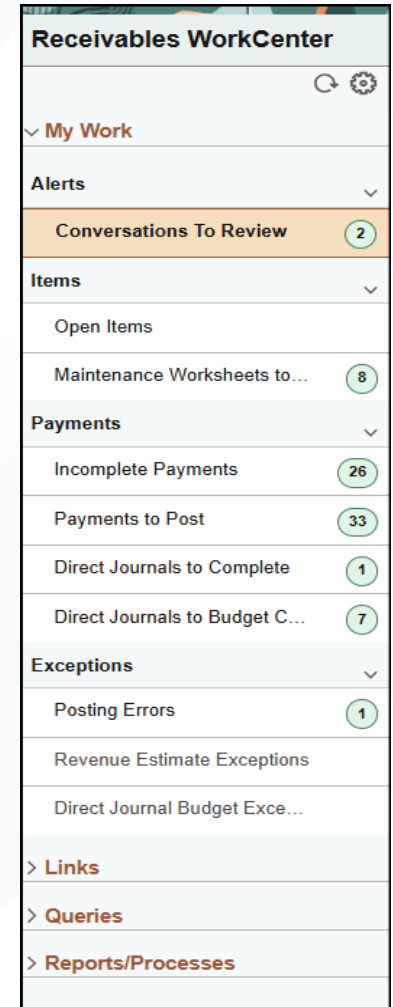 Receivables WorkCenter
My Work
Alerts
Conversations To Review 2
Items
Open Items
Maintenance Worksheets to... 8
Payments
Incomplete Payments 26
Payments to Post 33
Direct Journals to Complete 1
Direct Journals to Budget C... 7
Exceptions
Posting Errors 1
Revenue Estimate Exceptions
Direct Journal Budget Exce...
Links
Queries
Reports/Processes